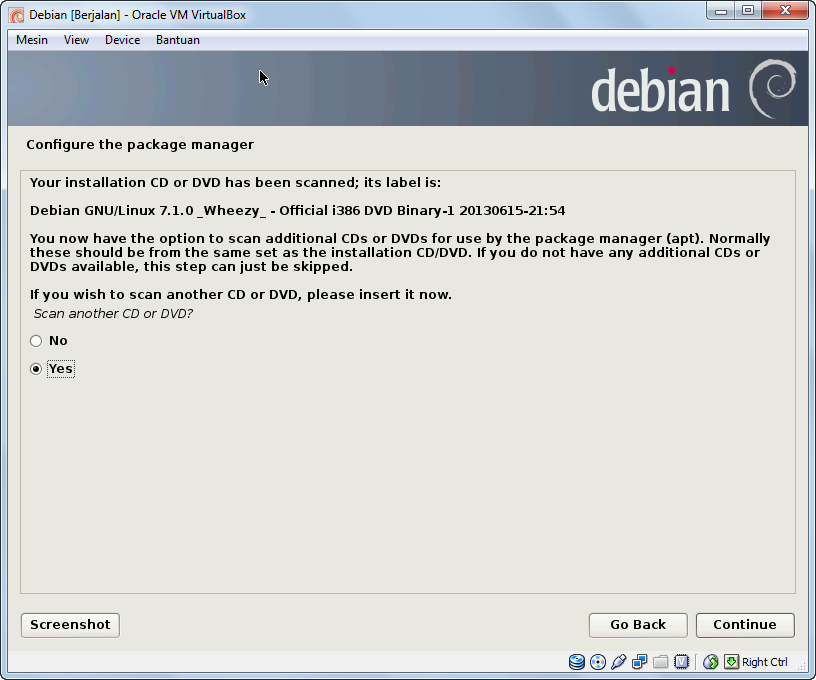 Debian [Berjalan] - Oracle VM VirtualBox
Mesin View Device Bantuan
debian
Configure the package manager
Your installation CD or DVD has been scanned; its label is:
Debian GNU/Linux 7.1.0 _Wheezy_ - Official i386 DVD Binary-1 20130615-21:54
You now have the option to scan additional CDs or DVDs for use by the package manager (apt). Normally
these should be from the same set as the installation CD/DVD. If you do not have any additional CDs or
DVDs available, this step can just be skipped.
If you wish to scan another CD or DVD, please insert it now.
Scan another CD or DVD?
No
Yes
Screenshot Go Back Continue
Right Ctrl